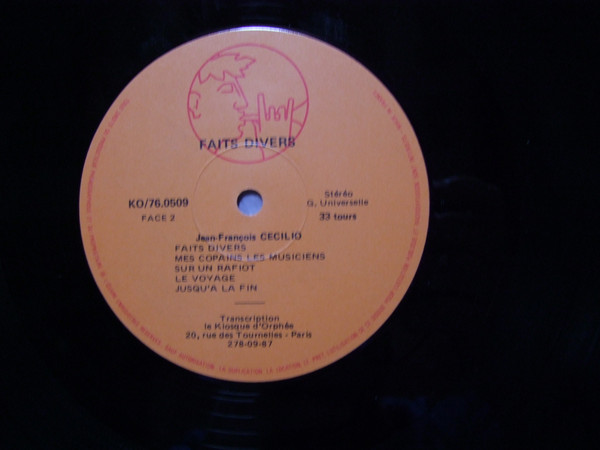 FAITS DIVERS
KO/76.0509
FACE 2
Stéréo
G. Universelle
33 tours
Jean-François CECILIO
FAITS DIVERS
MES COPAINS LES MUSICIENS
SUR UN RAFIOT
LE VOYAGE
JUSQU'A LA FIN
Transcription
le Kiosque d'Orphée
20, rue des Tournelles - Paris
278-09-87